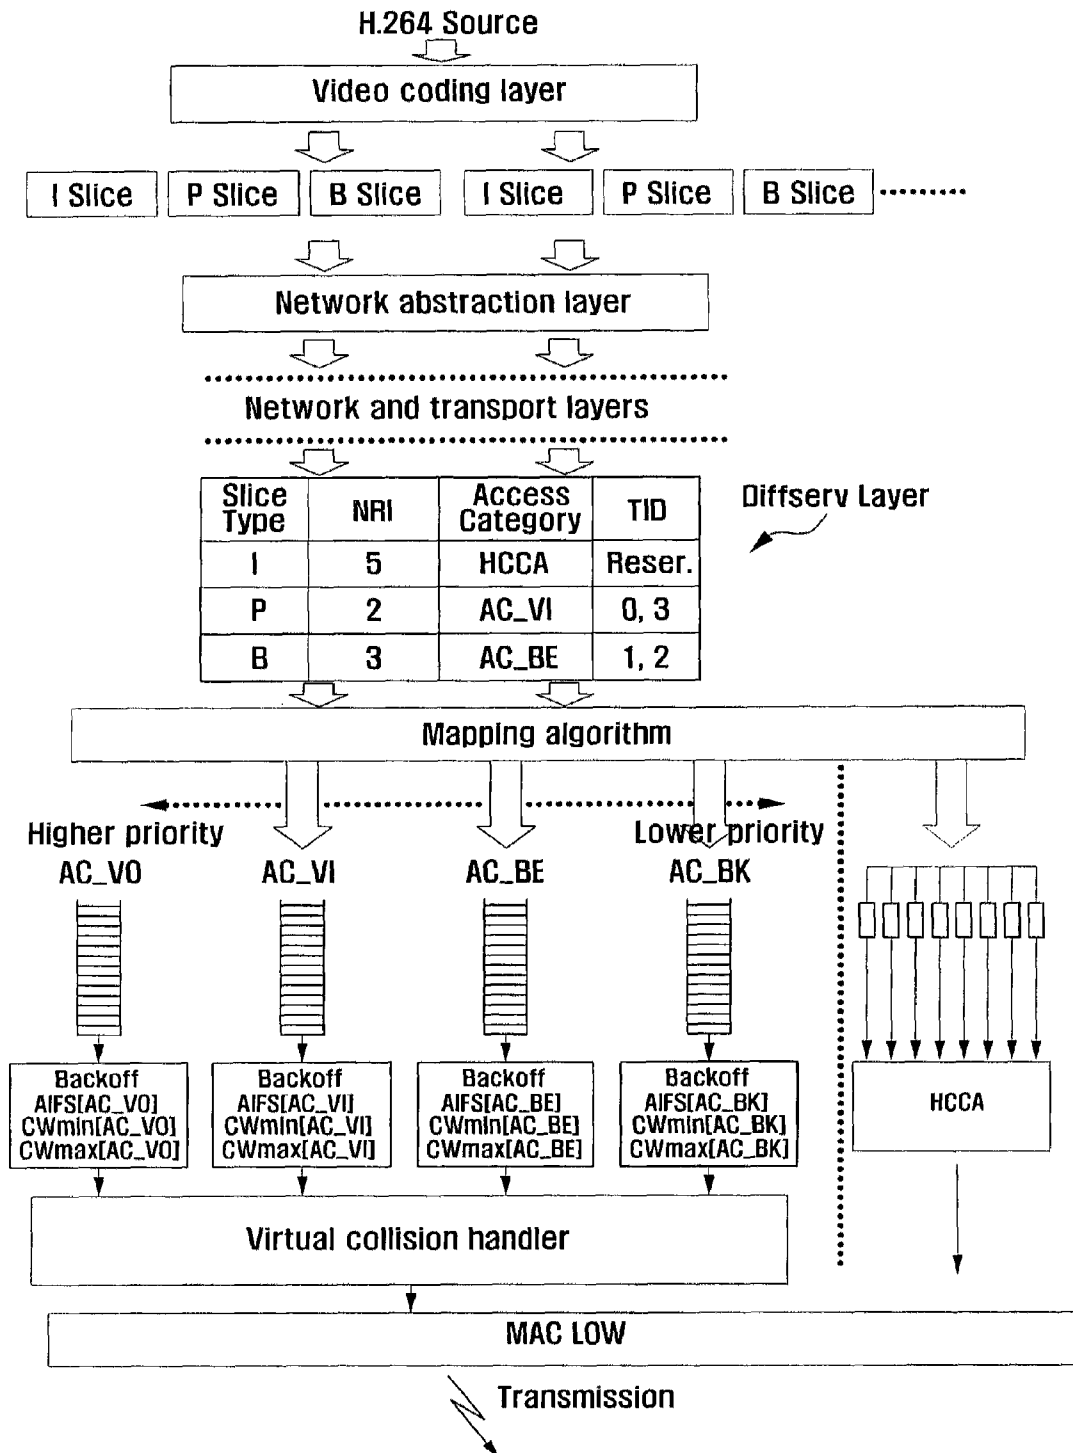 H.264 Source
Video coding layer
I Slice
P Slice
B Slice
I Slice
P Slice
B Slice
Network abstraction layer
Network and transport layers
Slice Type
NRI
Access Category
TID
Diffserv Layer
I
5
HCCA
Reser.
P
2
AC_VI
0, 3
B
3
AC_BE
1, 2
Mapping algorithm
Higher priority
Lower priority
AC_VO
AC_VI
AC_BE
AC_BK
Backoff
AIFS[AC_VO]
CWmin[AC_VO]
CWmax[AC_VO]
Backoff
AIFS[AC_VI]
CWmin[AC_VI]
CWmax[AC_VI]
Backoff
AIFS[AC_BE]
CWmin[AC_BE]
CWmax[AC_BE]
Backoff
AIFS[AC_BK]
CWmin[AC_BK]
CWmax[AC_BK]
HCCA
Virtual collision handler
MAC LOW
Transmission